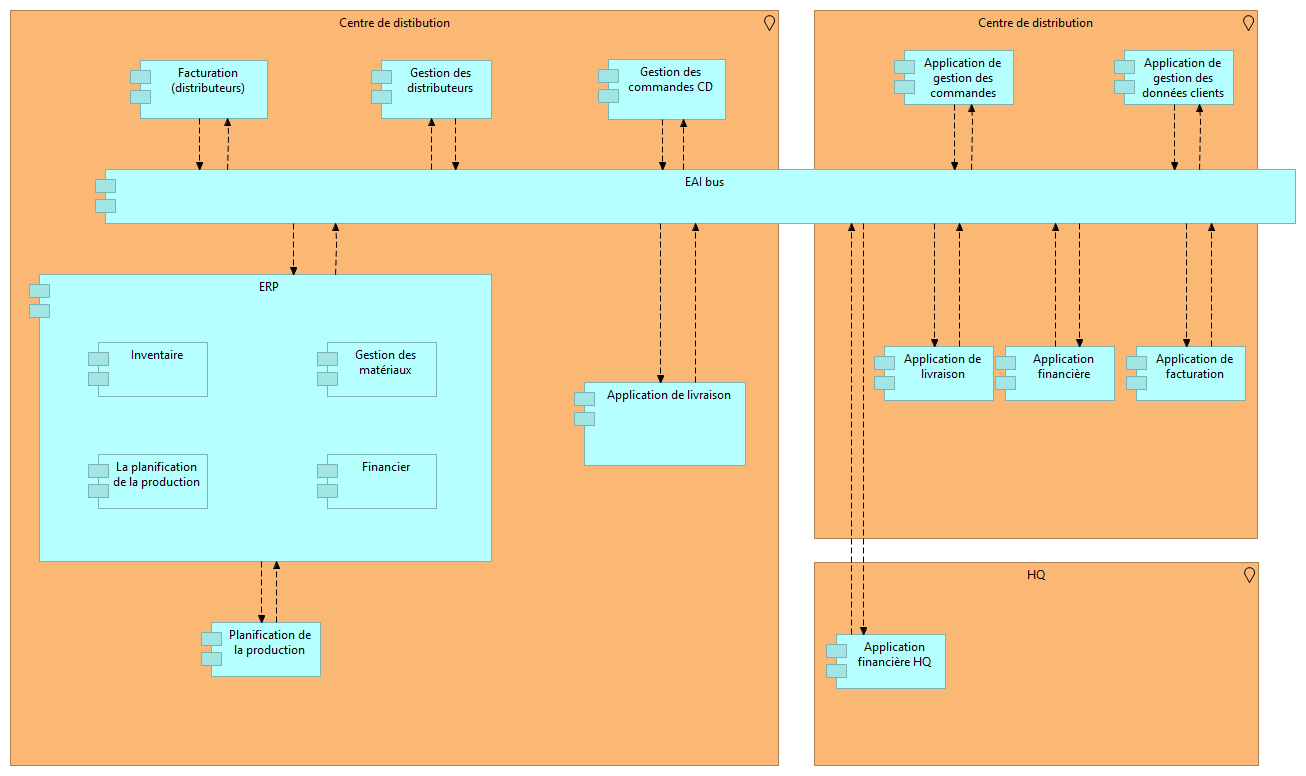 Centre de distibution
Facturation
(distributeurs)
Gestion des
distributeurs
Gestion des
commandes CD
Centre de distribution
Application de
gestion des
commandes
Application de
gestion des
données clients
EAI bus
ERP
Inventaire
Gestion des
matériaux
La planification
de la production
Financier
Application de livraison
Planification de
la production
Application de
livraison
Application
financière
Application de
facturation
HQ
Application
financière HQ